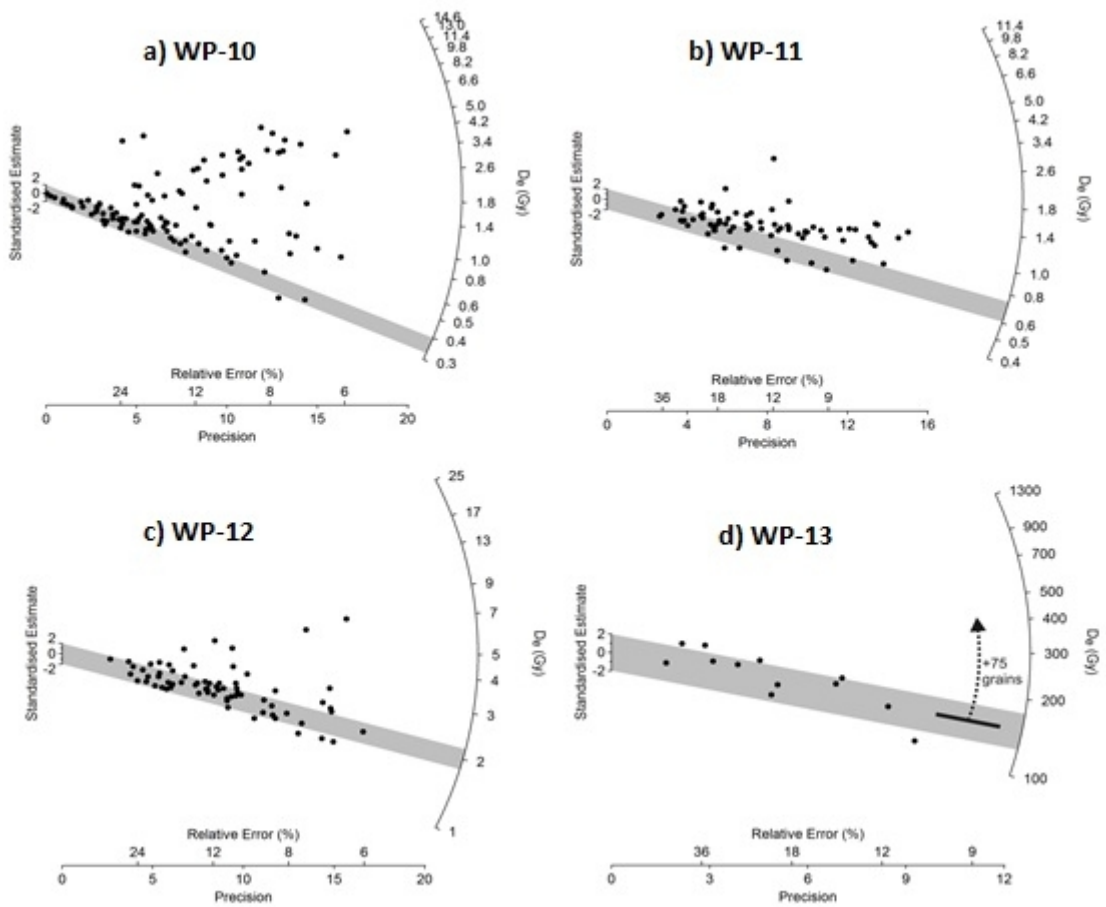 a) WP-10
14.6
13.0
11.4
9.8
8.2
6.6
5.0
4.2
3.4
2.6
1.8
1.4
1.0
0.8
0.6
0.5
0.4
0.3
De (Gy)
Standardised Estimate
2
0
-2
Relative Error (%)
24 12 8 6
0 5 10 15 20
Precision
b) WP-11
11.4
9.8
8.2
6.6
5.0
4.2
3.4
2.6
1.8
1.4
1.0
0.8
0.6
0.5
0.4
De (Gy)
Standardised Estimate
2
0
-2
Relative Error (%)
36 18 12 9
0 4 8 12 16
Precision
c) WP-12
25
17
13
9
7
5
4
3
2
1
De (Gy)
Standardised Estimate
2
0
-2
Relative Error (%)
24 12 8 6
0 5 10 15 20
Precision
d) WP-13
1300
900
700
500
400
300
200
100
De (Gy)
Standardised Estimate
2
0
-2
+75
grains
Relative Error (%)
36 18 12 9
0 3 6 9 12
Precision